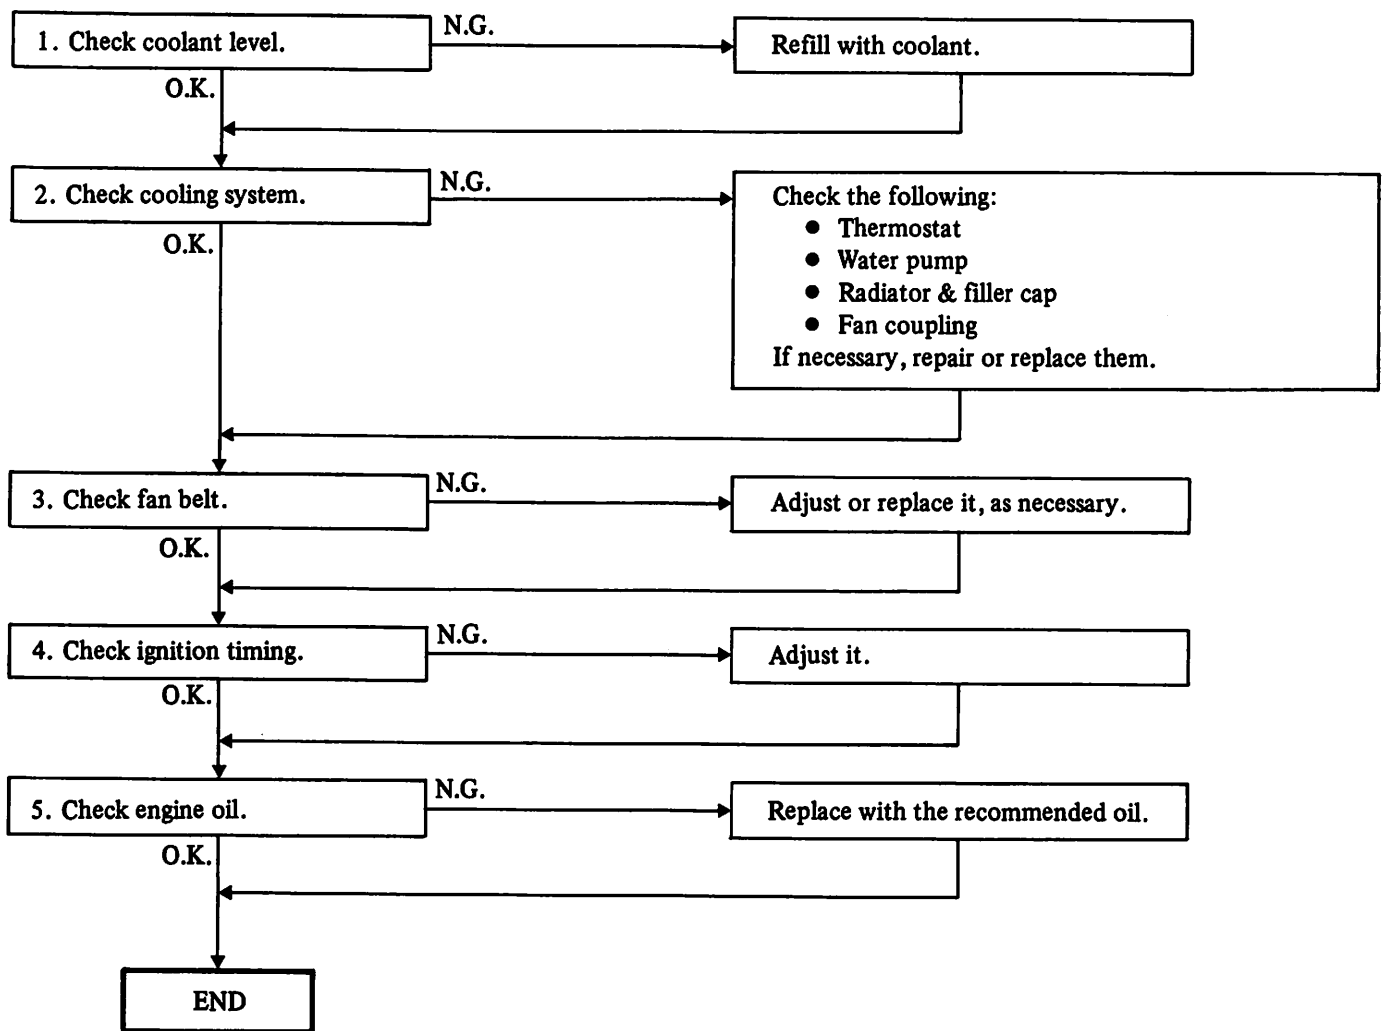 1. Check coolant level.
N.G.
Refill with coolant.
O.K.
2. Check cooling system.
N.G.
Check the following:
● Thermostat
● Water pump
● Radiator & filler cap
● Fan coupling
If necessary, repair or replace them.
O.K.
3. Check fan belt.
N.G.
Adjust or replace it, as necessary.
O.K.
4. Check ignition timing.
N.G.
Adjust it.
O.K.
5. Check engine oil.
N.G.
Replace with the recommended oil.
O.K.
END